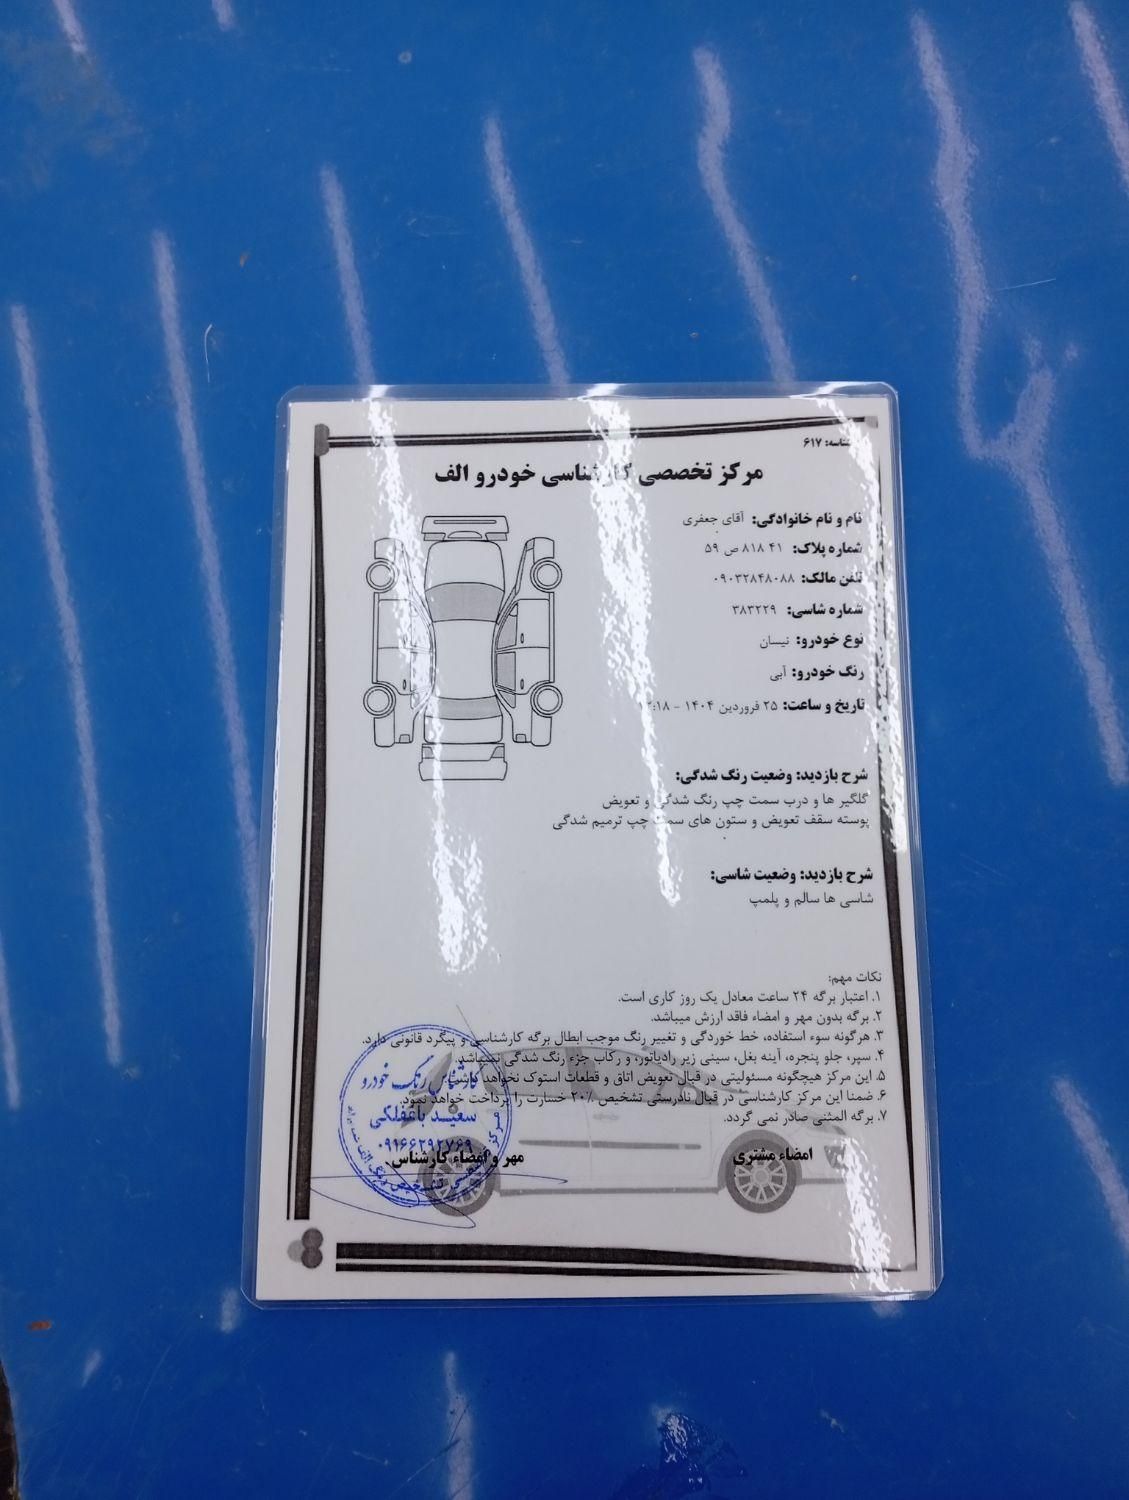 شناسه: ۶۱۷
مرکز تخصصی کارشناسی خودرو الف
نام و نام خانوادگی: آقای جعفری
شماره پلاک: ۴۱ ۸۱۸ ص ۵۹
تلفن مالک: ۰۹۰۳۲۸۴۸۰۸۸
شماره شاسی: ۳۸۳۲۲۹
نوع خودرو: نیسان
رنگ خودرو: آبی
تاریخ و ساعت: ۲۵ فروردین ۱۴۰۴ -
شرح بازدید: وضعیت رنگ شدگی:
گلگیر ها و درب سمت چپ رنگ شدگی و تعویض
پوسته سقف تعویض و ستون های سمت چپ ترمیم شدگی
شرح بازدید: وضعیت شاسی:
شاسی ها سالم و پلمپ
نکات مهم:
۱. اعتبار برگه ۲۴ ساعت معادل یک روز کاری است.
۲. برگه بدون مهر و امضاء فاقد ارزش میباشد.
۳. هرگونه سوء استفاده، خط خوردگی و تغییر رنگ موجب ابطال برگه کارشناسی و پیگرد قانونی دارد.
۴. سپر، جلو پنجره، آینه بغل، سینی زیر رادیاتور، و رکاب جزء رنگ شدگی نمیباشد.
۵. این مرکز هیچگونه مسئولیتی در قبال تعویض اتاق و قطعات استوک نخواهد داشت.
۶. ضمنا این مرکز کارشناسی در قبال نادرستی تشخیص ۲۰٪ خسارت را پرداخت خواهد نمود.
۷. برگه المثنی صادر نمی گردد.
امضاء مشتری
مهر و امضاء کارشناس
کارشناس رنگ خودرو
سعید باغفلکی
۰۹۱۶۶۲۹۲۷۶۹